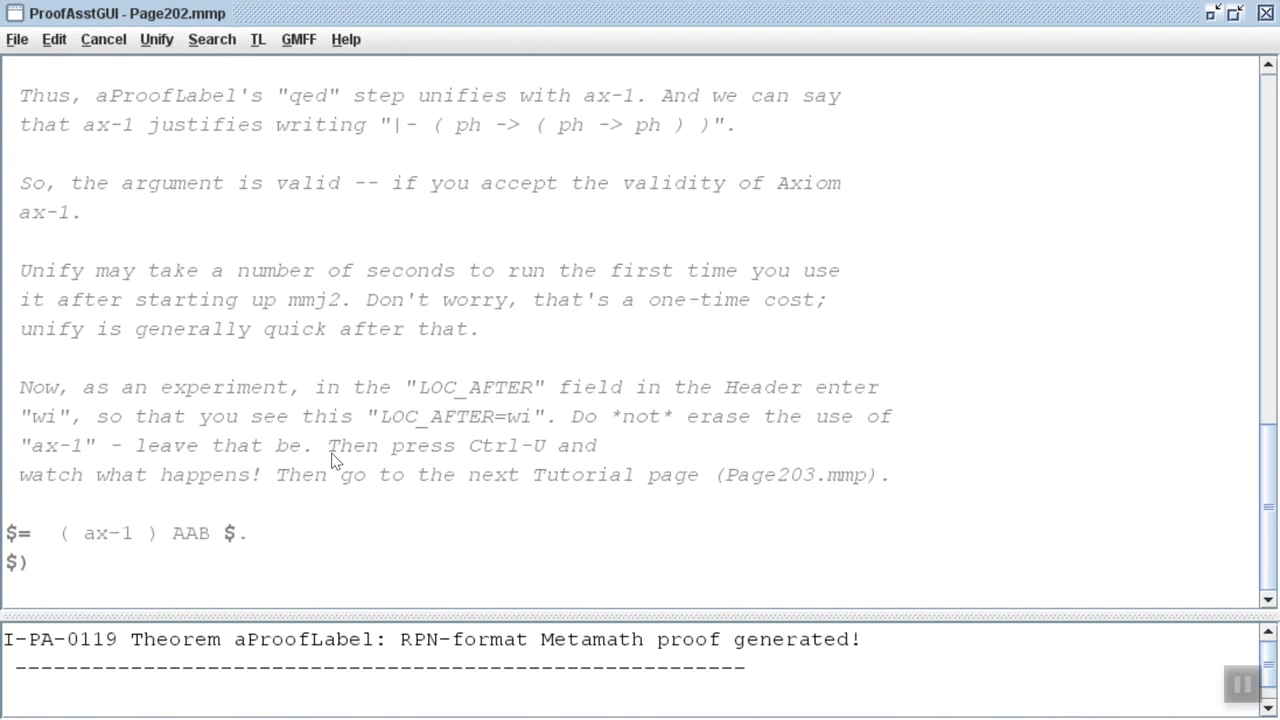 ProofAsstGUI - Page202.mmp
File Edit Cancel Unify Search TL GMFF Help
Thus, aProofLabel's "qed" step unifies with ax-1. And we can say
that ax-1 justifies writing "|- ( ph -> ( ph -> ph ) )".
So, the argument is valid -- if you accept the validity of Axiom
ax-1.
Unify may take a number of seconds to run the first time you use
it after starting up mmj2. Don't worry, that's a one-time cost;
unify is generally quick after that.
Now, as an experiment, in the "LOC_AFTER" field in the Header enter
"wi", so that you see this "LOC_AFTER=wi". Do *not* erase the use of
"ax-1" - leave that be. Then press Ctrl-U and
watch what happens! Then go to the next Tutorial page (Page203.mmp).
$= ( ax-1 ) AAB $.
$)
I-PA-0119 Theorem aProofLabel: RPN-format Metamath proof generated!
---------------------------------------------------------